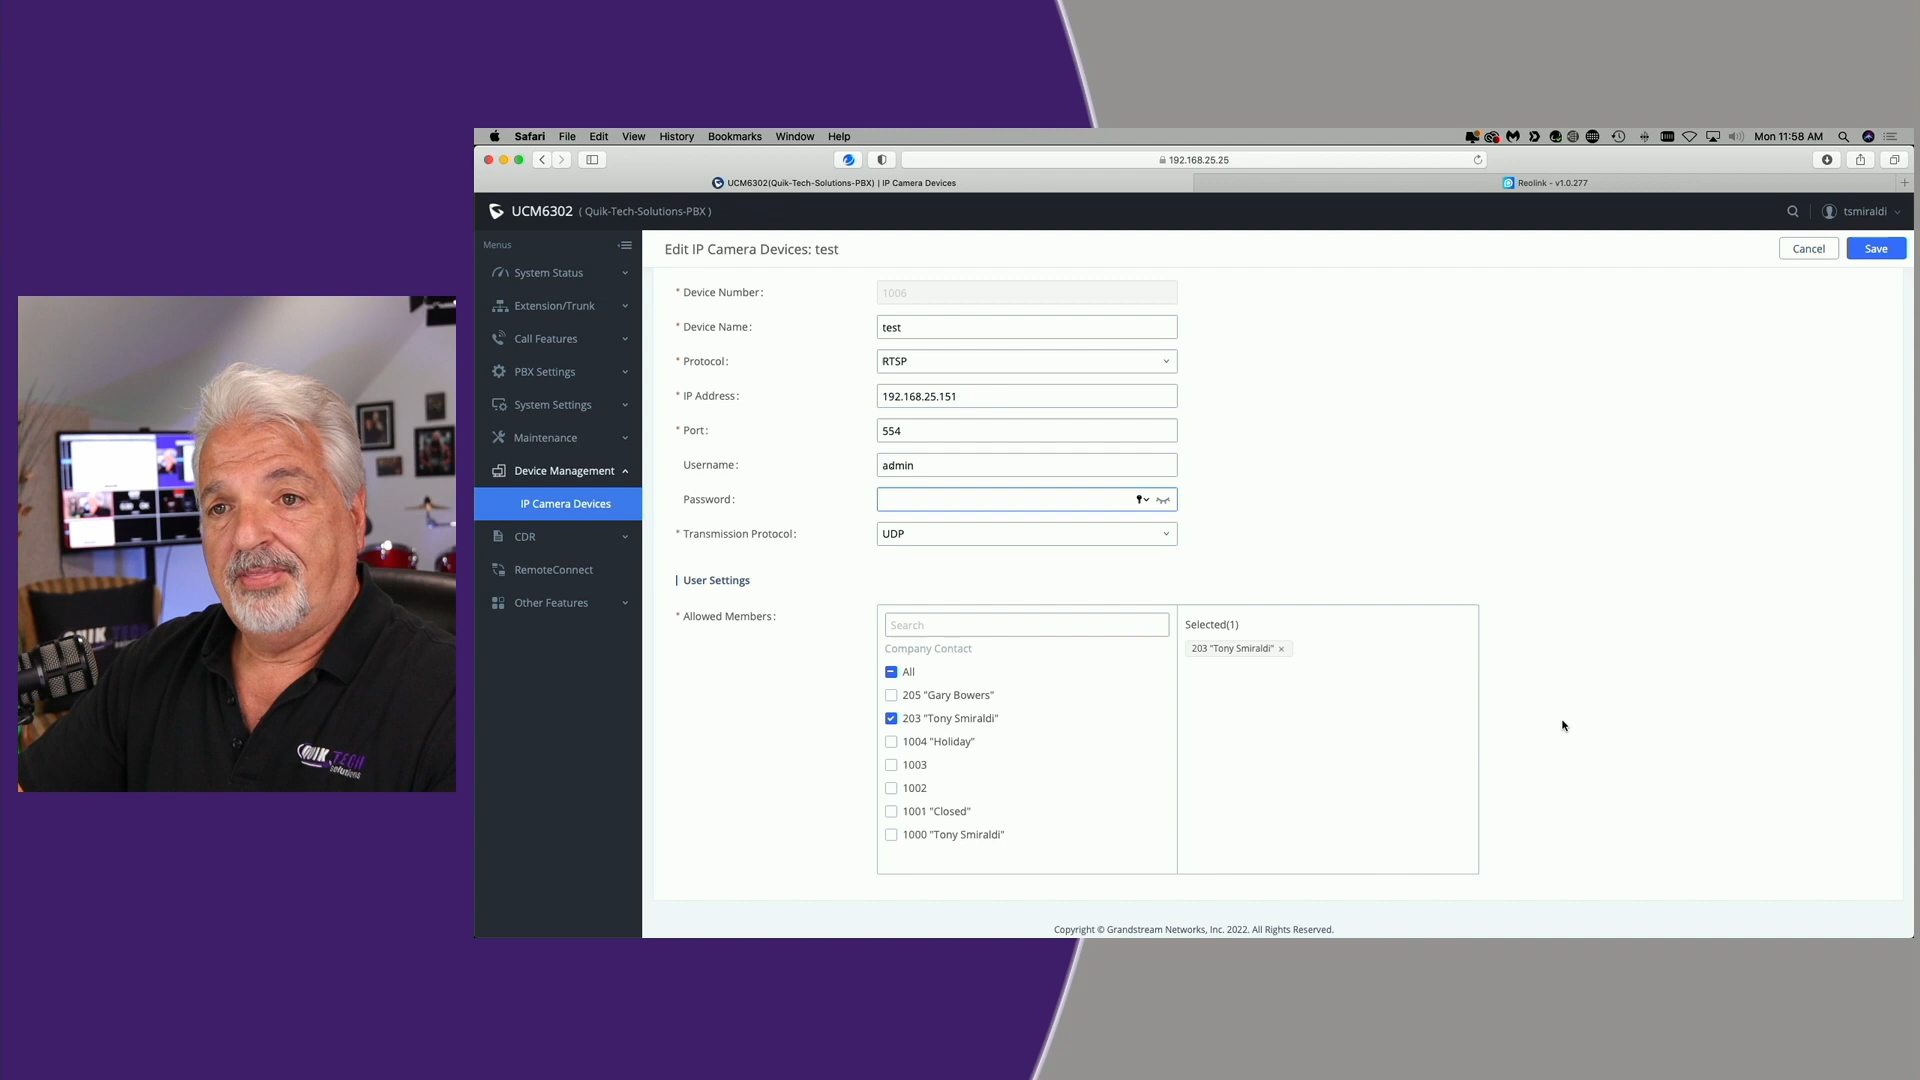 Safari File Edit View History Bookmarks Window Help Mon 11:58 AM
192.168.25.25
UCM6302(Quik-Tech-Solutions-PBX) | IP Camera Devices
Reolink - v1.0.277
UCM6302 ( Quik-Tech-Solutions-PBX )
tsmiraldi
Menus
System Status
Extension/Trunk
Call Features
PBX Settings
System Settings
Maintenance
Device Management
IP Camera Devices
CDR
RemoteConnect
Other Features
Edit IP Camera Devices: test
Cancel
Save
* Device Number: 1006
* Device Name: test
* Protocol: RTSP
* IP Address: 192.168.25.151
* Port: 554
Username: admin
Password:
* Transmission Protocol: UDP
User Settings
* Allowed Members:
Search
Company Contact
All
205 "Gary Bowers"
203 "Tony Smiraldi"
1004 "Holiday"
1003
1002
1001 "Closed"
1000 "Tony Smiraldi"
Selected(1)
203 "Tony Smiraldi" ×
Copyright © Grandstream Networks, Inc. 2022. All Rights Reserved.
QUIK TECH
solutions